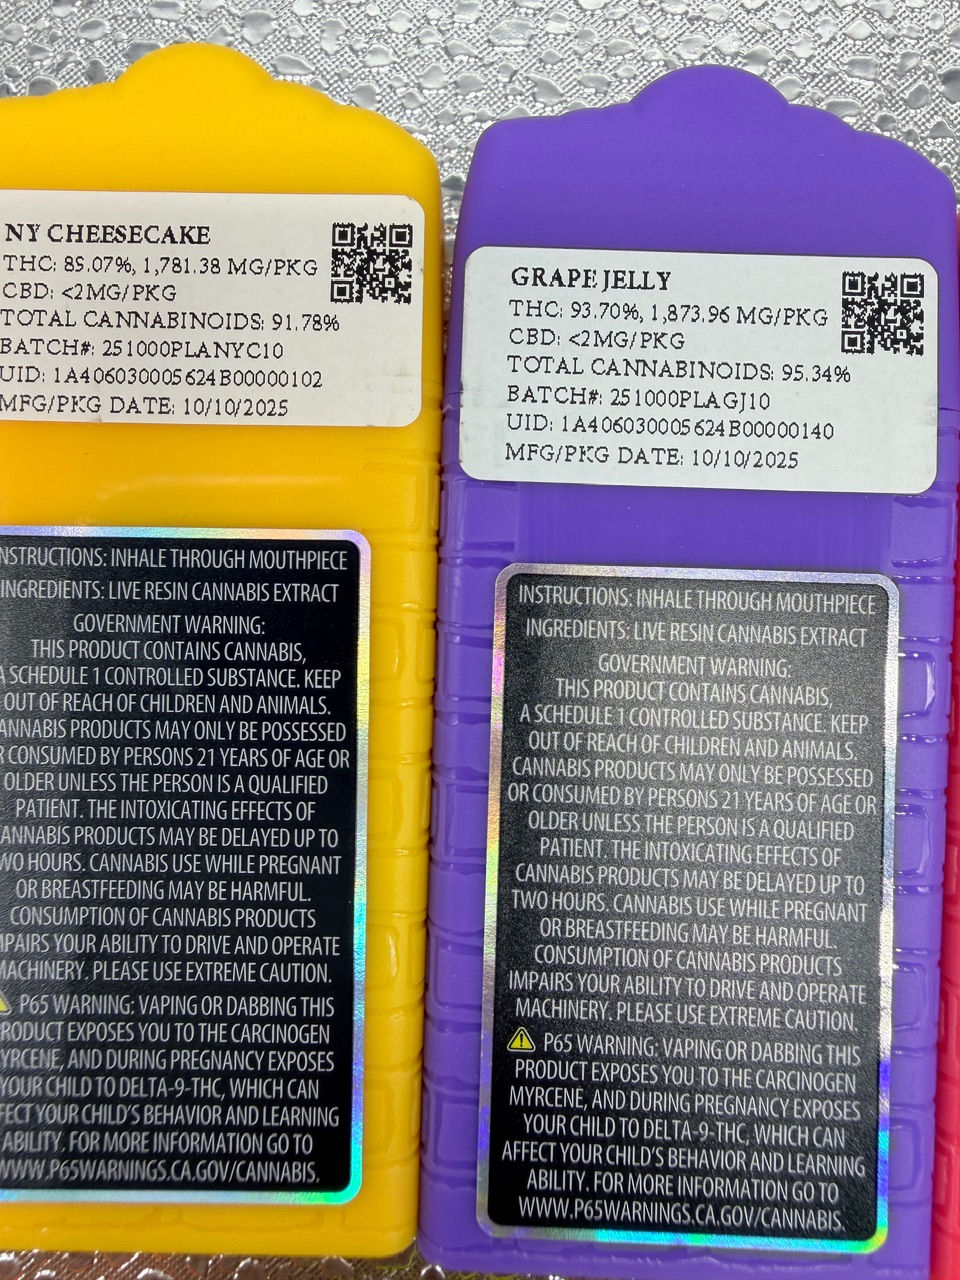 NY CHEESECAKE
THC: 85.07%, 1,781.38 MG/PKG
CBD: <2MG/PKG
TOTAL CANNABINOIDS: 91.78%
BATCH#: 251000PLANYC10
UID: 1A406030005624B00000102
MFG/PKG DATE: 10/10/2025
NSTRUCTIONS: INHALE THROUGH MOUTHPIECE
INGREDIENTS: LIVE RESIN CANNABIS EXTRACT
GOVERNMENT WARNING:
THIS PRODUCT CONTAINS CANNABIS,
A SCHEDULE 1 CONTROLLED SUBSTANCE. KEEP
OUT OF REACH OF CHILDREN AND ANIMALS.
ANNABIS PRODUCTS MAY ONLY BE POSSESSED
R CONSUMED BY PERSONS 21 YEARS OF AGE OR
OLDER UNLESS THE PERSON IS A QUALIFIED
PATIENT. THE INTOXICATING EFFECTS OF
ANNABIS PRODUCTS MAY BE DELAYED UP TO
WO HOURS. CANNABIS USE WHILE PREGNANT
OR BREASTFEEDING MAY BE HARMFUL.
CONSUMPTION OF CANNABIS PRODUCTS
MPAIRS YOUR ABILITY TO DRIVE AND OPERATE
MACHINERY. PLEASE USE EXTREME CAUTION.
P65 WARNING: VAPING OR DABBING THIS
RODUCT EXPOSES YOU TO THE CARCINOGEN
YRCENE, AND DURING PREGNANCY EXPOSES
YOUR CHILD TO DELTA-9-THC, WHICH CAN
FECT YOUR CHILD'S BEHAVIOR AND LEARNING
ABILITY. FOR MORE INFORMATION GO TO
WWW.P65WARNINGS.CA.GOV/CANNABIS.
GRAPE JELLY
THC: 93.70%, 1,873.96 MG/PKG
CBD: <2MG/PKG
TOTAL CANNABINOIDS: 95.34%
BATCH#: 251000PLAGJ10
UID: 1A406030005624B00000140
MFG/PKG DATE: 10/10/2025
INSTRUCTIONS: INHALE THROUGH MOUTHPIECE
INGREDIENTS: LIVE RESIN CANNABIS EXTRACT
GOVERNMENT WARNING:
THIS PRODUCT CONTAINS CANNABIS,
A SCHEDULE 1 CONTROLLED SUBSTANCE. KEEP
OUT OF REACH OF CHILDREN AND ANIMALS.
CANNABIS PRODUCTS MAY ONLY BE POSSESSED
OR CONSUMED BY PERSONS 21 YEARS OF AGE OR
OLDER UNLESS THE PERSON IS A QUALIFIED
PATIENT. THE INTOXICATING EFFECTS OF
CANNABIS PRODUCTS MAY BE DELAYED UP TO
TWO HOURS. CANNABIS USE WHILE PREGNANT
OR BREASTFEEDING MAY BE HARMFUL.
CONSUMPTION OF CANNABIS PRODUCTS
IMPAIRS YOUR ABILITY TO DRIVE AND OPERATE
MACHINERY. PLEASE USE EXTREME CAUTION.
P65 WARNING: VAPING OR DABBING THIS
PRODUCT EXPOSES YOU TO THE CARCINOGEN
MYRCENE, AND DURING PREGNANCY EXPOSES
YOUR CHILD TO DELTA-9-THC, WHICH CAN
AFFECT YOUR CHILD'S BEHAVIOR AND LEARNING
ABILITY. FOR MORE INFORMATION GO TO
WWW.P65WARNINGS.CA.GOV/CANNABIS.